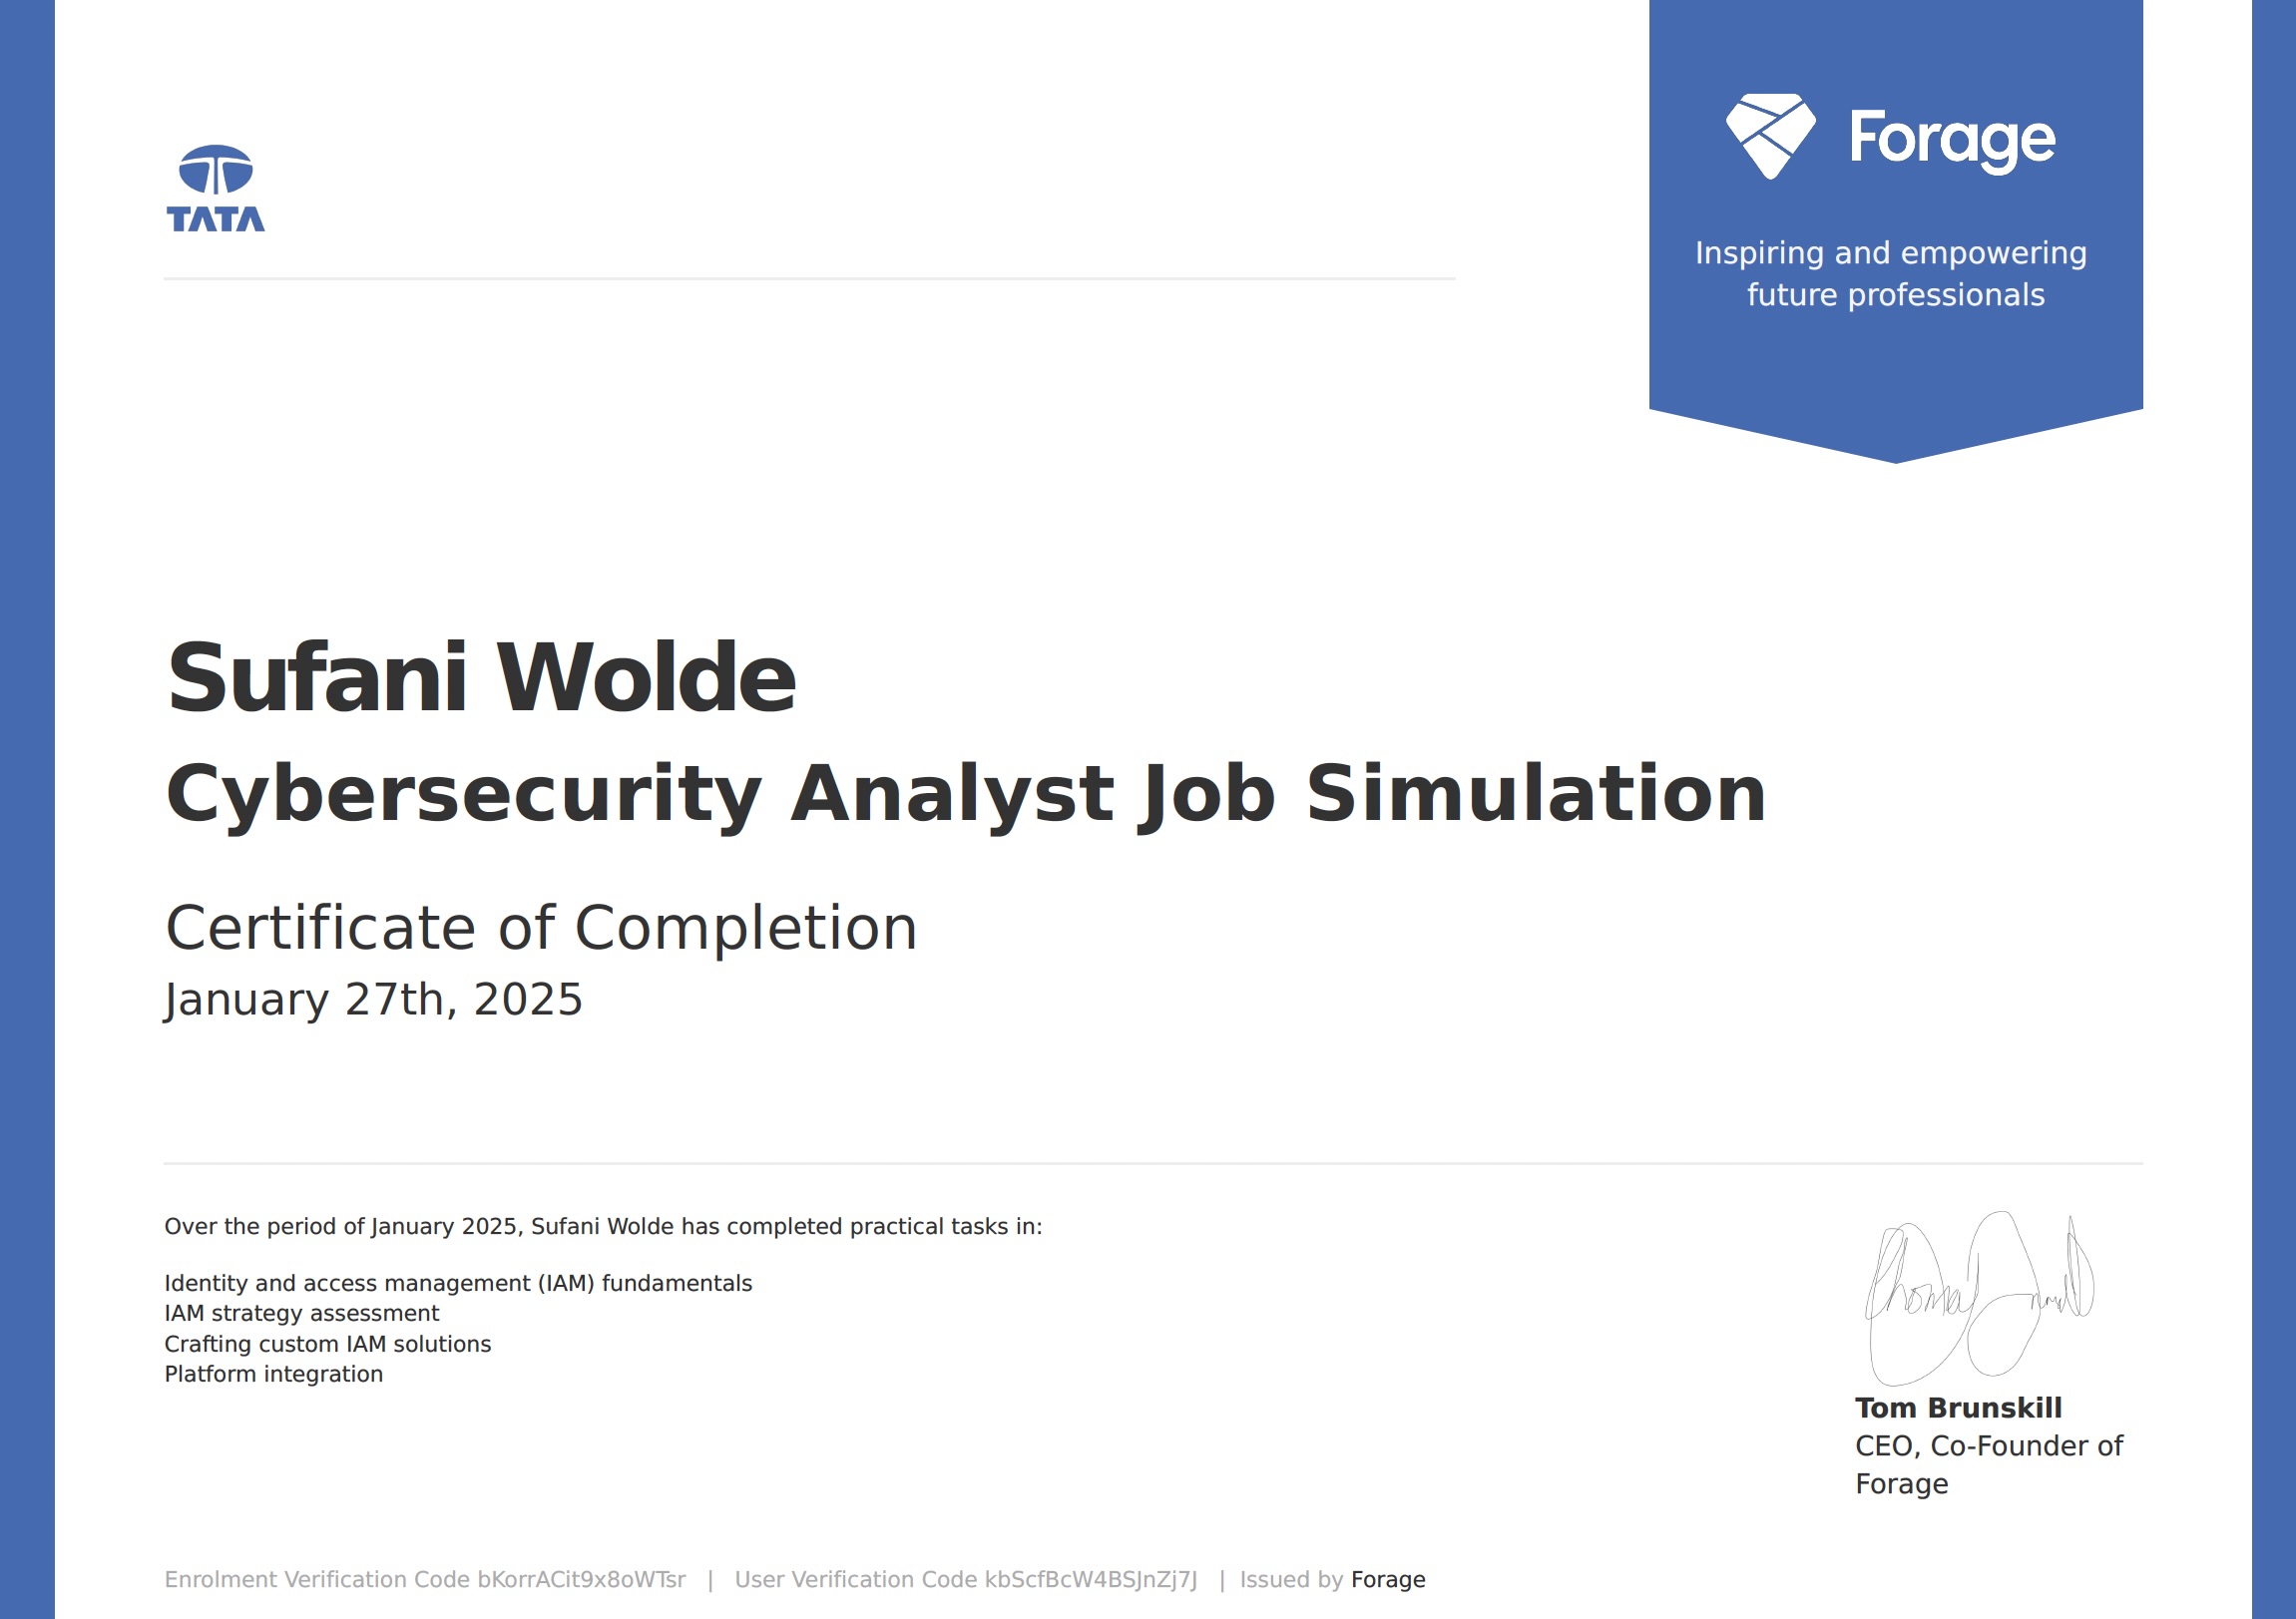 TATA
Forage
Inspiring and empowering
future professionals
Sufani Wolde
Cybersecurity Analyst Job Simulation
Certificate of Completion
January 27th, 2025
Over the period of January 2025, Sufani Wolde has completed practical tasks in:
Identity and access management (IAM) fundamentals
IAM strategy assessment
Crafting custom IAM solutions
Platform integration
Tom Brunskill
CEO, Co-Founder of
Forage
Enrolment Verification Code bKorrACit9x8oWTsr | User Verification Code kbScfBcW4BSJnZj7J | Issued by Forage